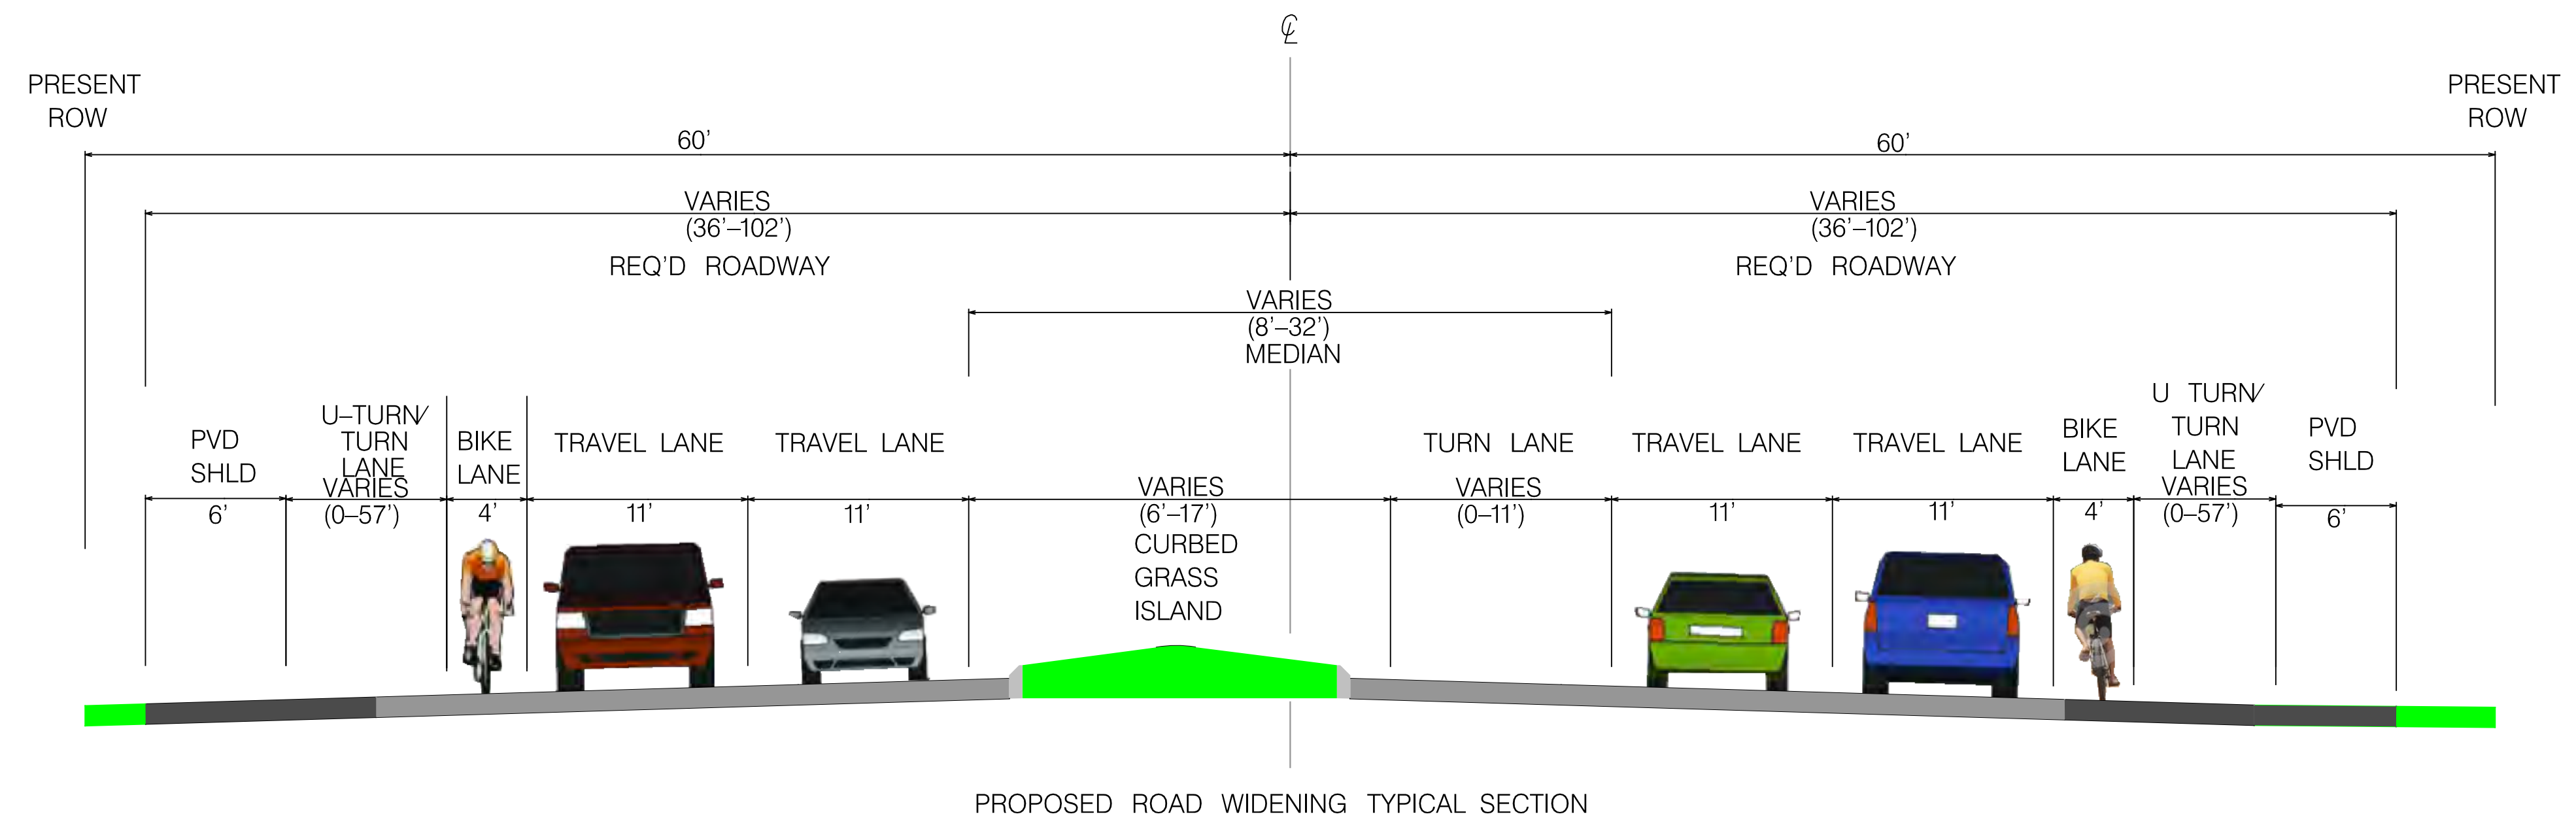 ℄
PRESENT
ROW
PRESENT
ROW
60'
60'
VARIES
(36'–102')
REQ'D ROADWAY
VARIES
(36'–102')
REQ'D ROADWAY
VARIES
(8'–32')
MEDIAN
PVD
SHLD
6'
U–TURN/
TURN
LANE
VARIES
(0–57')
BIKE
LANE
4'
TRAVEL LANE
11'
TRAVEL LANE
11'
VARIES
(6'–17')
CURBED
GRASS
ISLAND
TURN LANE
VARIES
(0–11')
TRAVEL LANE
11'
TRAVEL LANE
11'
BIKE
LANE
4'
U TURN/
TURN
LANE
VARIES
(0–57')
PVD
SHLD
6'
PROPOSED ROAD WIDENING TYPICAL SECTION